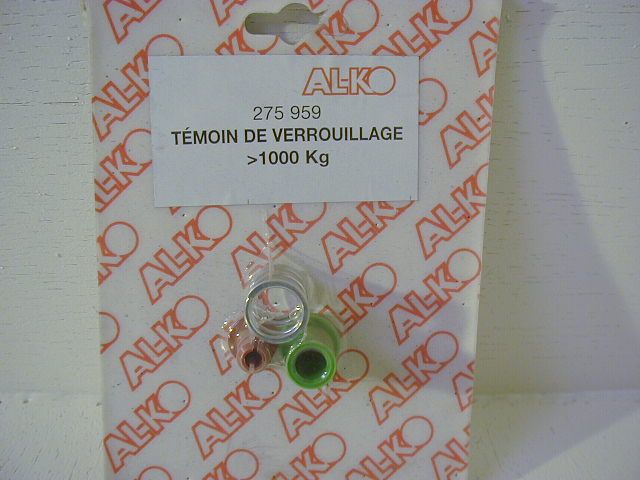 AL-KO
275 959
TÉMOIN DE VERROUILLAGE
>1000 Kg